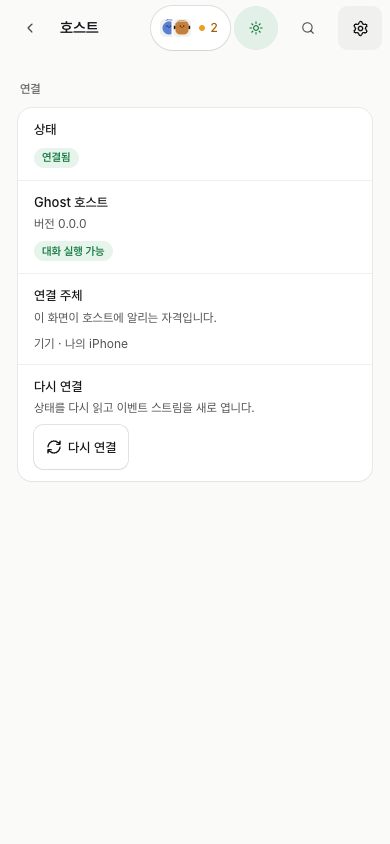 호스트
2
연결
상태
연결됨
Ghost 호스트
버전 0.0.0
대화 실행 가능
연결 주체
이 화면이 호스트에 알리는 자격입니다.
기기 · 나의 iPhone
다시 연결
상태를 다시 읽고 이벤트 스트림을 새로 엽니다.
다시 연결